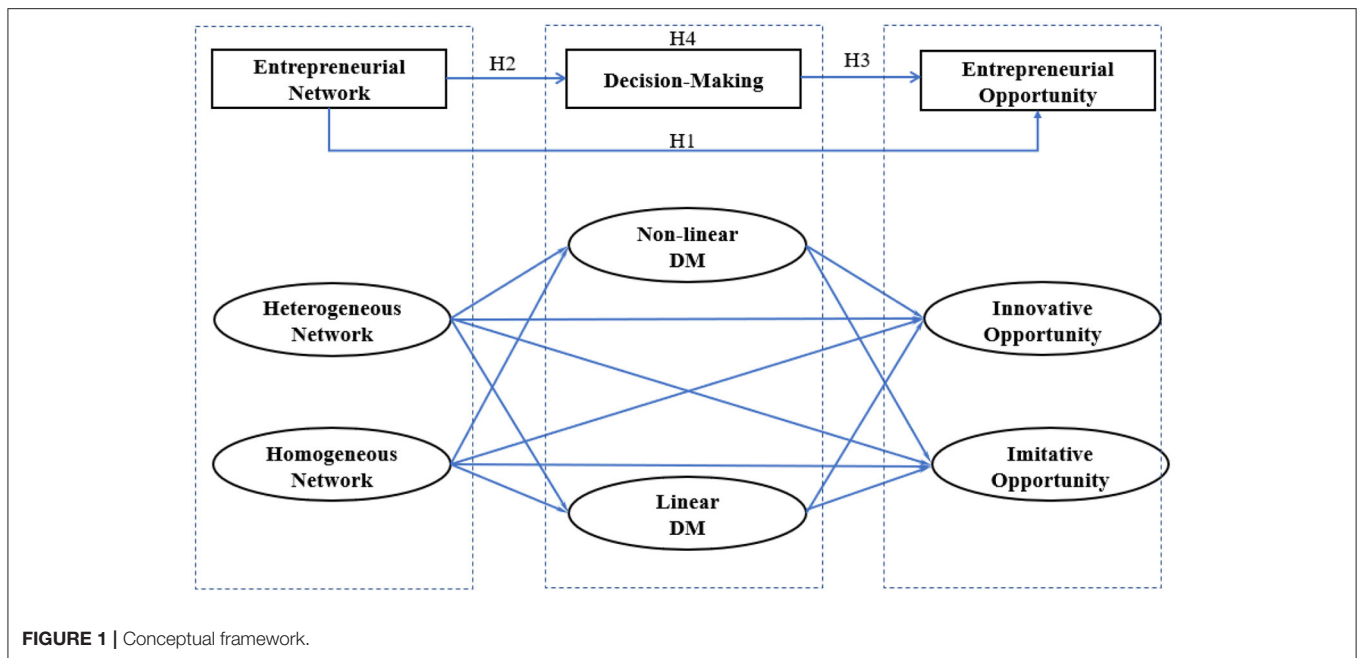 H4
Entrepreneurial
Network
H2
Decision-Making
H3
Entrepreneurial
Opportunity
H1
Non-linear
DM
Heterogeneous
Network
Innovative
Opportunity
Homogeneous
Network
Imitative
Opportunity
Linear
DM
FIGURE 1 | Conceptual framework.